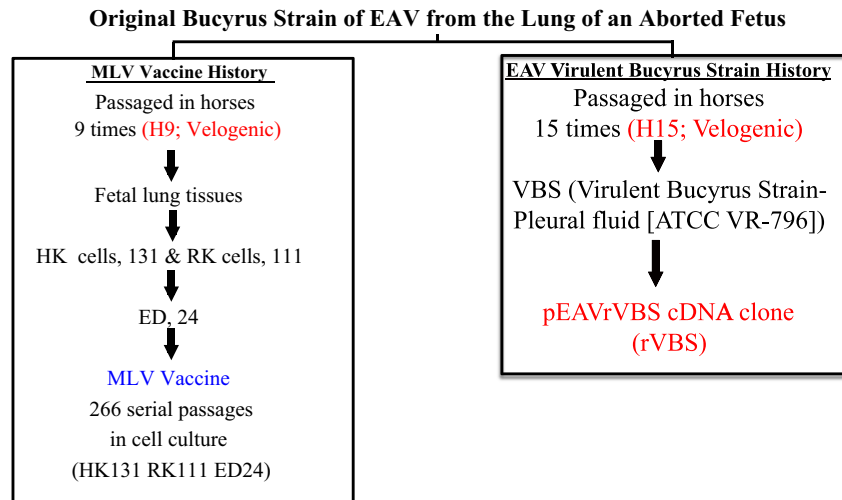 Original Bucyrus Strain of EAV from the Lung of an Aborted Fetus
MLV Vaccine History
Passaged in horses
9 times (H9; Velogenic)
Fetal lung tissues
HK cells, 131 & RK cells, 111
ED, 24
MLV Vaccine
266 serial passages
in cell culture
(HK131 RK111 ED24)
EAV Virulent Bucyrus Strain History
Passaged in horses
15 times (H15; Velogenic)
VBS (Virulent Bucyrus Strain-
Pleural fluid [ATCC VR-796])
pEAVrVBS cDNA clone
(rVBS)